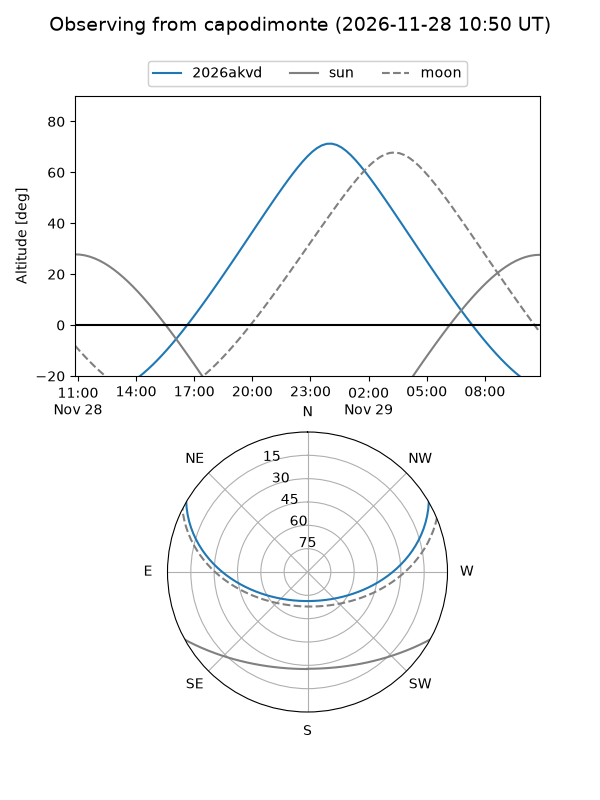 Observing from capodimonte (2026-11-28 10:50 UT)
2026akvd sun moon
80
60
40
20
0
−20
Altitude [deg]
11:00 14:00 17:00 20:00 23:00 02:00 05:00 08:00
Nov 28 Nov 29
N
NE NW
15
30
45
60
75
E W
SE SW
S